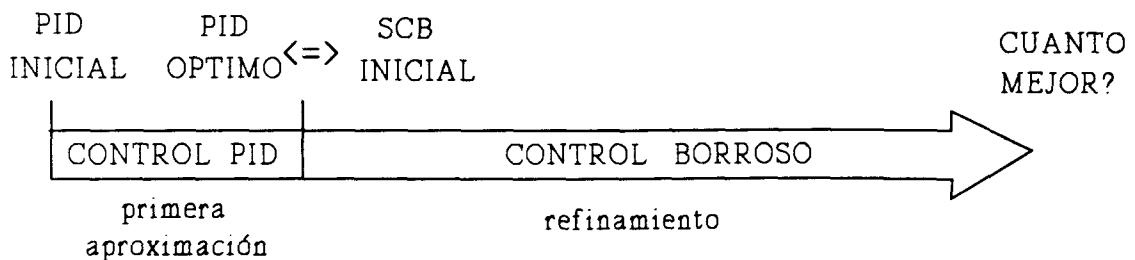 PID
INICIAL
PID
OPTIMO
<=>
SCB
INICIAL
CUANTO
MEJOR?
CONTROL PID
CONTROL BORROSO
primera
aproximación
refinamiento